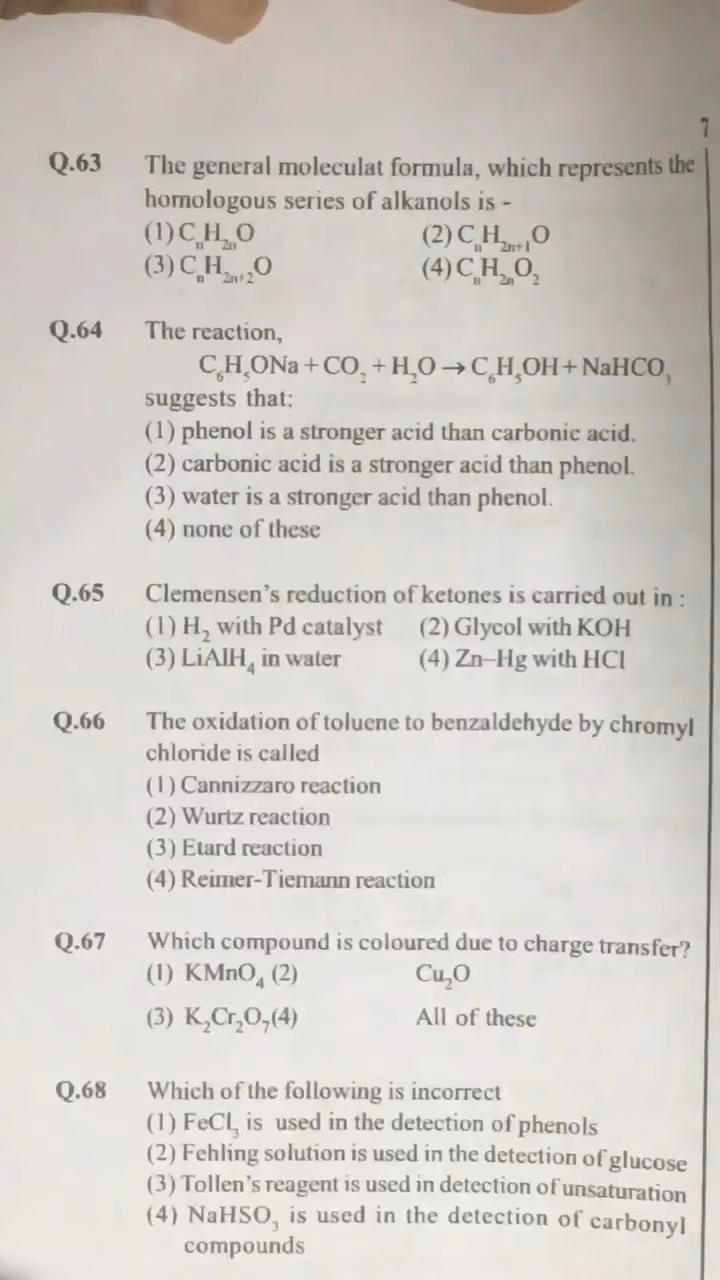 7
Q.63 The general moleculat formula, which represents the
homologous series of alkanols is -
(1) CₙH₂ₙO (2) CₙH₂ₙ₊₁O
(3) CₙH₂ₙ₊₂O (4) CₙH₂ₙO₂
Q.64 The reaction,
C₆H₅ONa + CO₂ + H₂O → C₆H₅OH + NaHCO₃
suggests that:
(1) phenol is a stronger acid than carbonic acid.
(2) carbonic acid is a stronger acid than phenol.
(3) water is a stronger acid than phenol.
(4) none of these
Q.65 Clemensen's reduction of ketones is carried out in :
(1) H₂ with Pd catalyst (2) Glycol with KOH
(3) LiAlH₄ in water (4) Zn–Hg with HCl
Q.66 The oxidation of toluene to benzaldehyde by chromyl
chloride is called
(1) Cannizzaro reaction
(2) Wurtz reaction
(3) Etard reaction
(4) Reimer-Tiemann reaction
Q.67 Which compound is coloured due to charge transfer?
(1) KMnO₄ (2) Cu₂O
(3) K₂Cr₂O₇(4) All of these
Q.68 Which of the following is incorrect
(1) FeCl₃ is used in the detection of phenols
(2) Fehling solution is used in the detection of glucose
(3) Tollen's reagent is used in detection of unsaturation
(4) NaHSO₃ is used in the detection of carbonyl
compounds